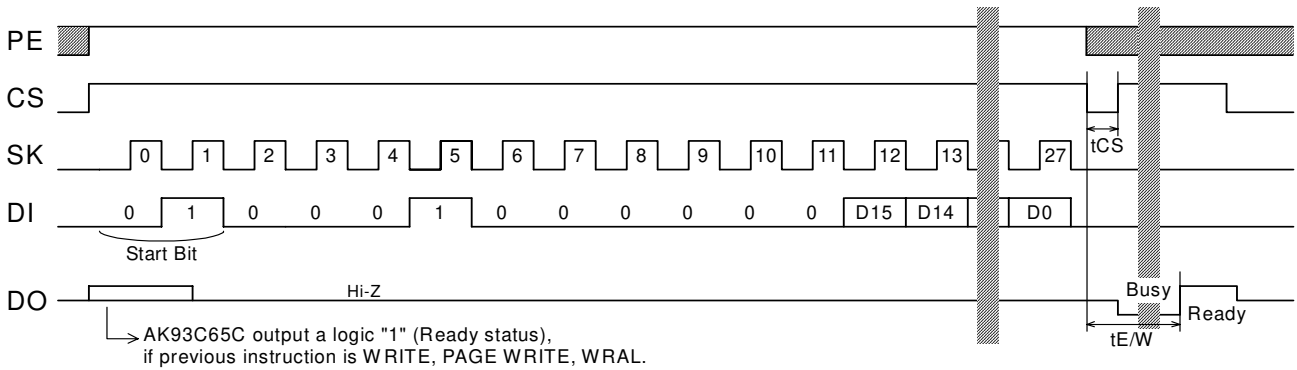 PE
CS
tCS
SK 0 1 2 3 4 5 6 7 8 9 10 11 12 13 27
DI 0 1 0 0 0 1 0 0 0 0 0 0 D15 D14 D0
Start Bit
DO Hi-Z Busy Ready
tE/W
AK93C65C output a logic "1" (Ready status),
if previous instruction is WRITE, PAGE WRITE, WRAL.